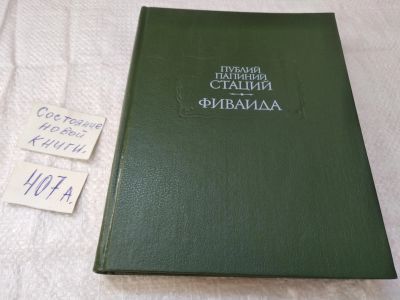 ПУБЛИЙ
ПАПИНИЙ
СТАЦИЙ
ФИВАИДА
Состояние
новой
книги.
407 А.